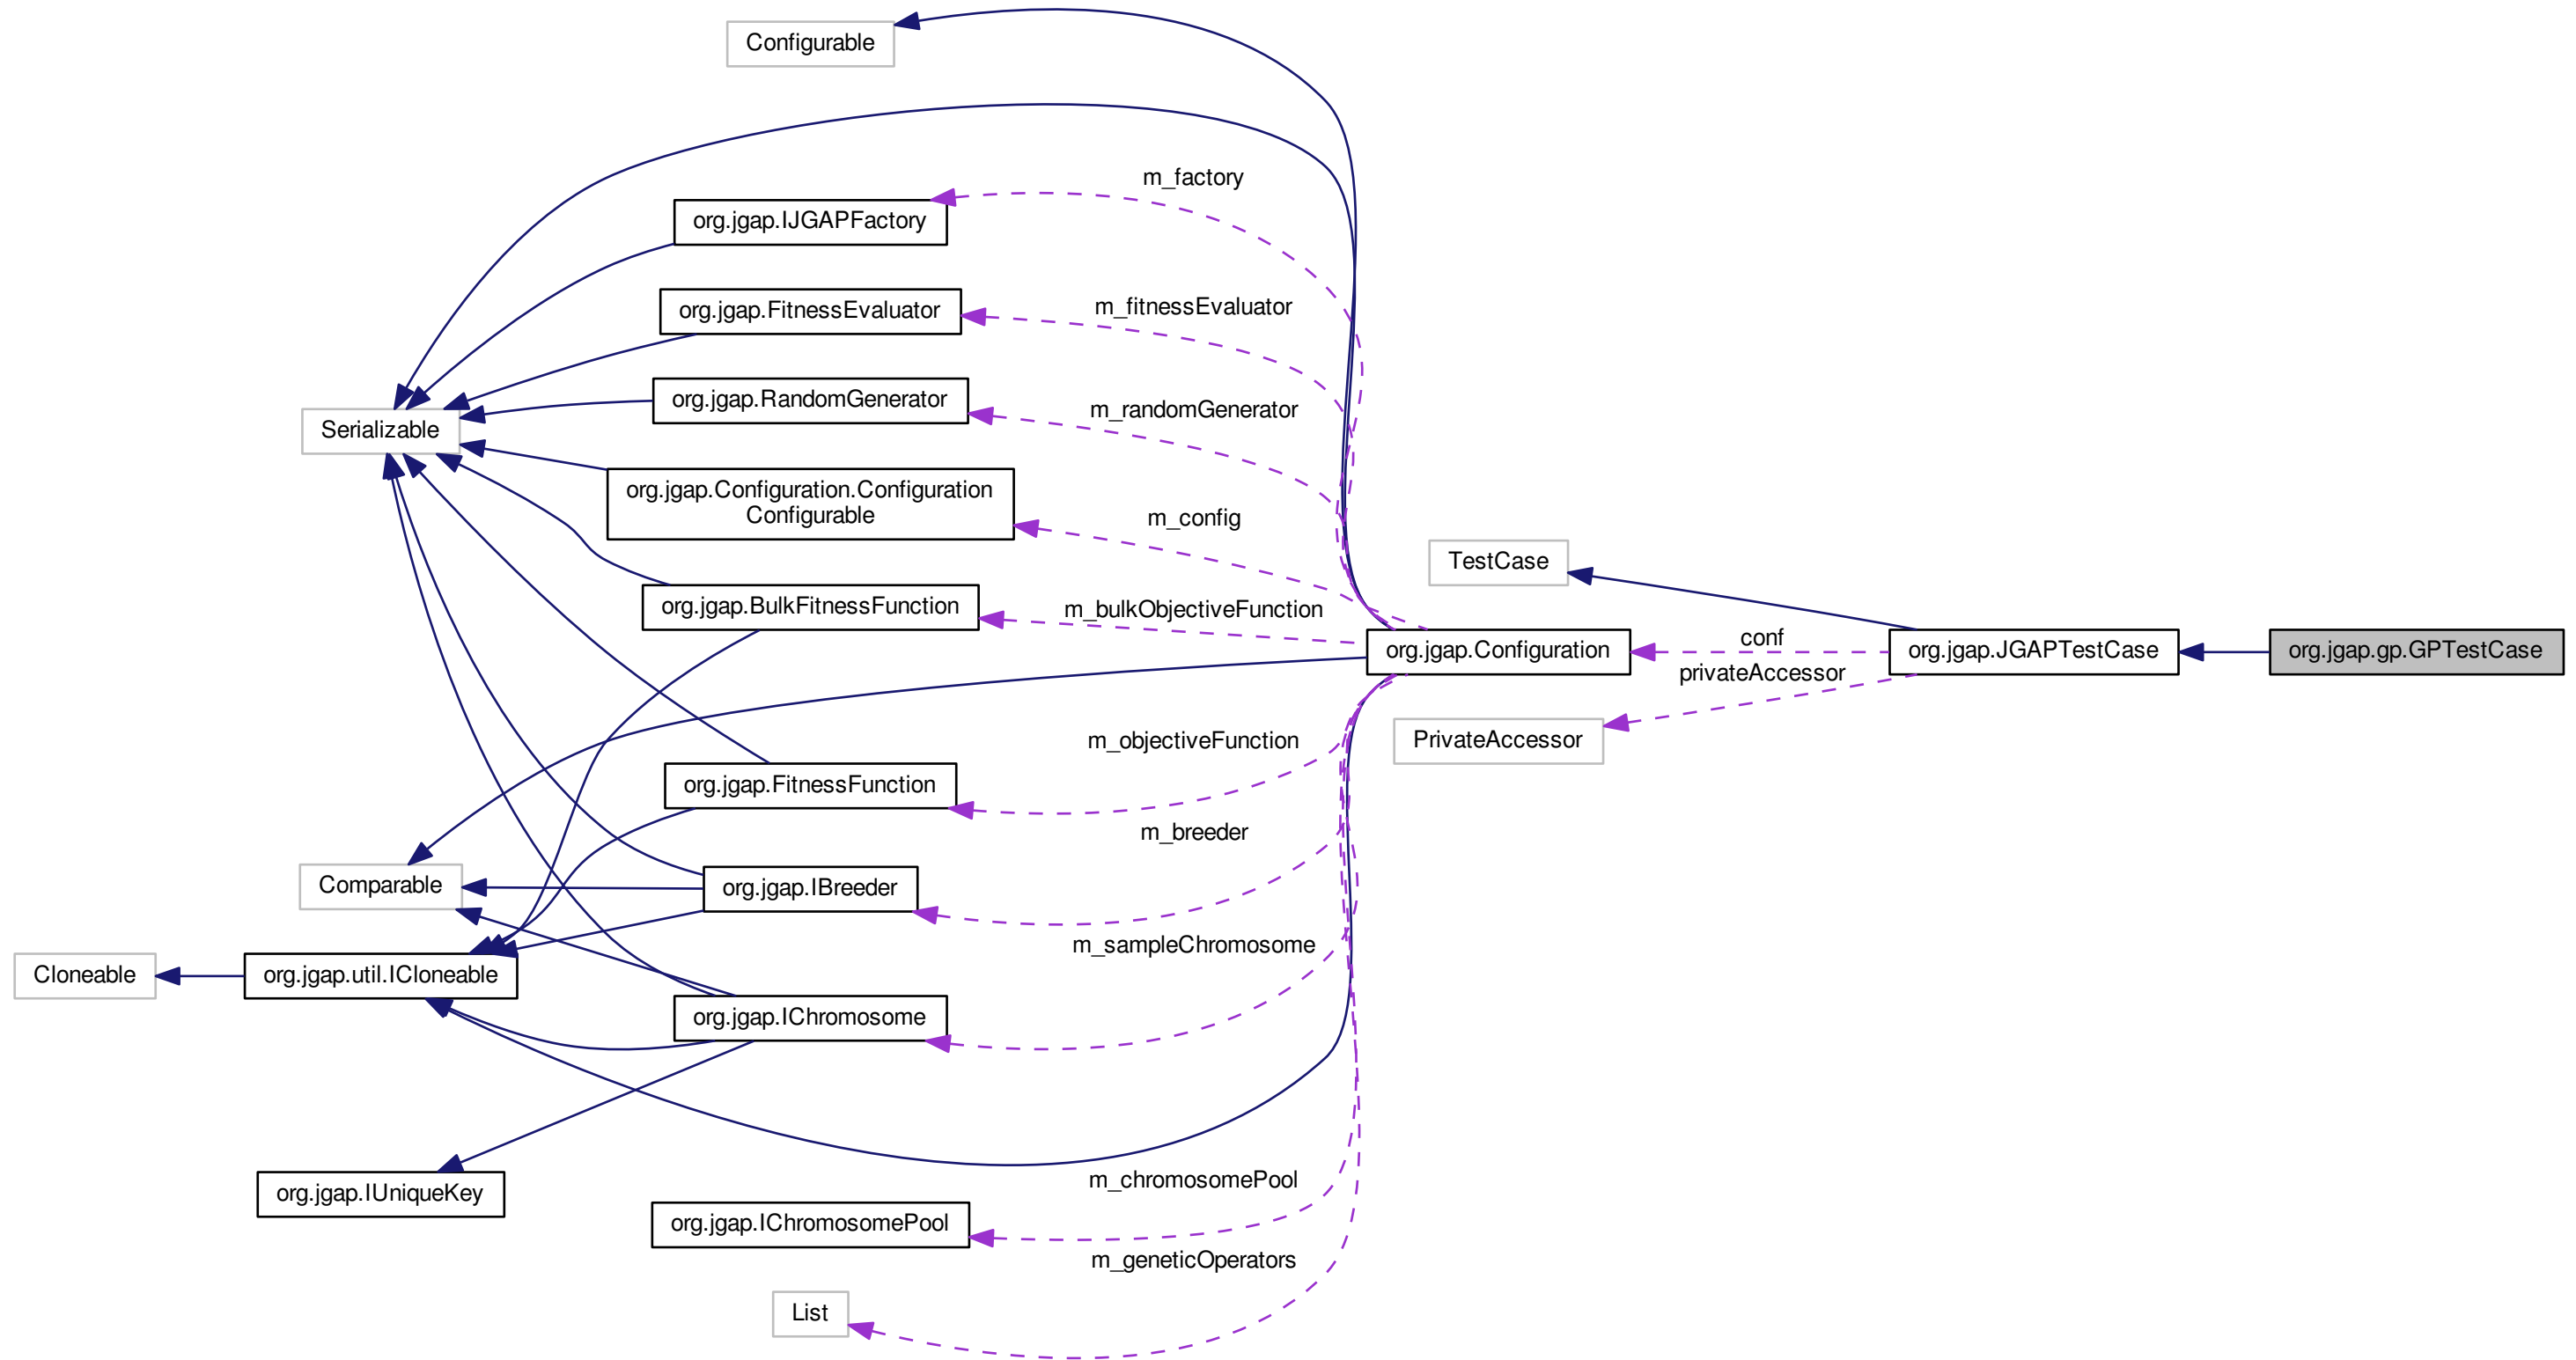 Configurable
m_factory
org.jgap.IJGAPFactory
m_fitnessEvaluator
org.jgap.FitnessEvaluator
m_randomGenerator
org.jgap.RandomGenerator
Serializable
org.jgap.Configuration.Configuration
Configurable
m_config
TestCase
org.jgap.BulkFitnessFunction
m_bulkObjectiveFunction
org.jgap.Configuration
conf
org.jgap.JGAPTestCase
org.jgap.gp.GPTestCase
privateAccessor
PrivateAccessor
m_objectiveFunction
org.jgap.FitnessFunction
m_breeder
Comparable
org.jgap.IBreeder
m_sampleChromosome
Cloneable
org.jgap.util.ICloneable
org.jgap.IChromosome
m_chromosomePool
org.jgap.IUniqueKey
org.jgap.IChromosomePool
m_geneticOperators
List